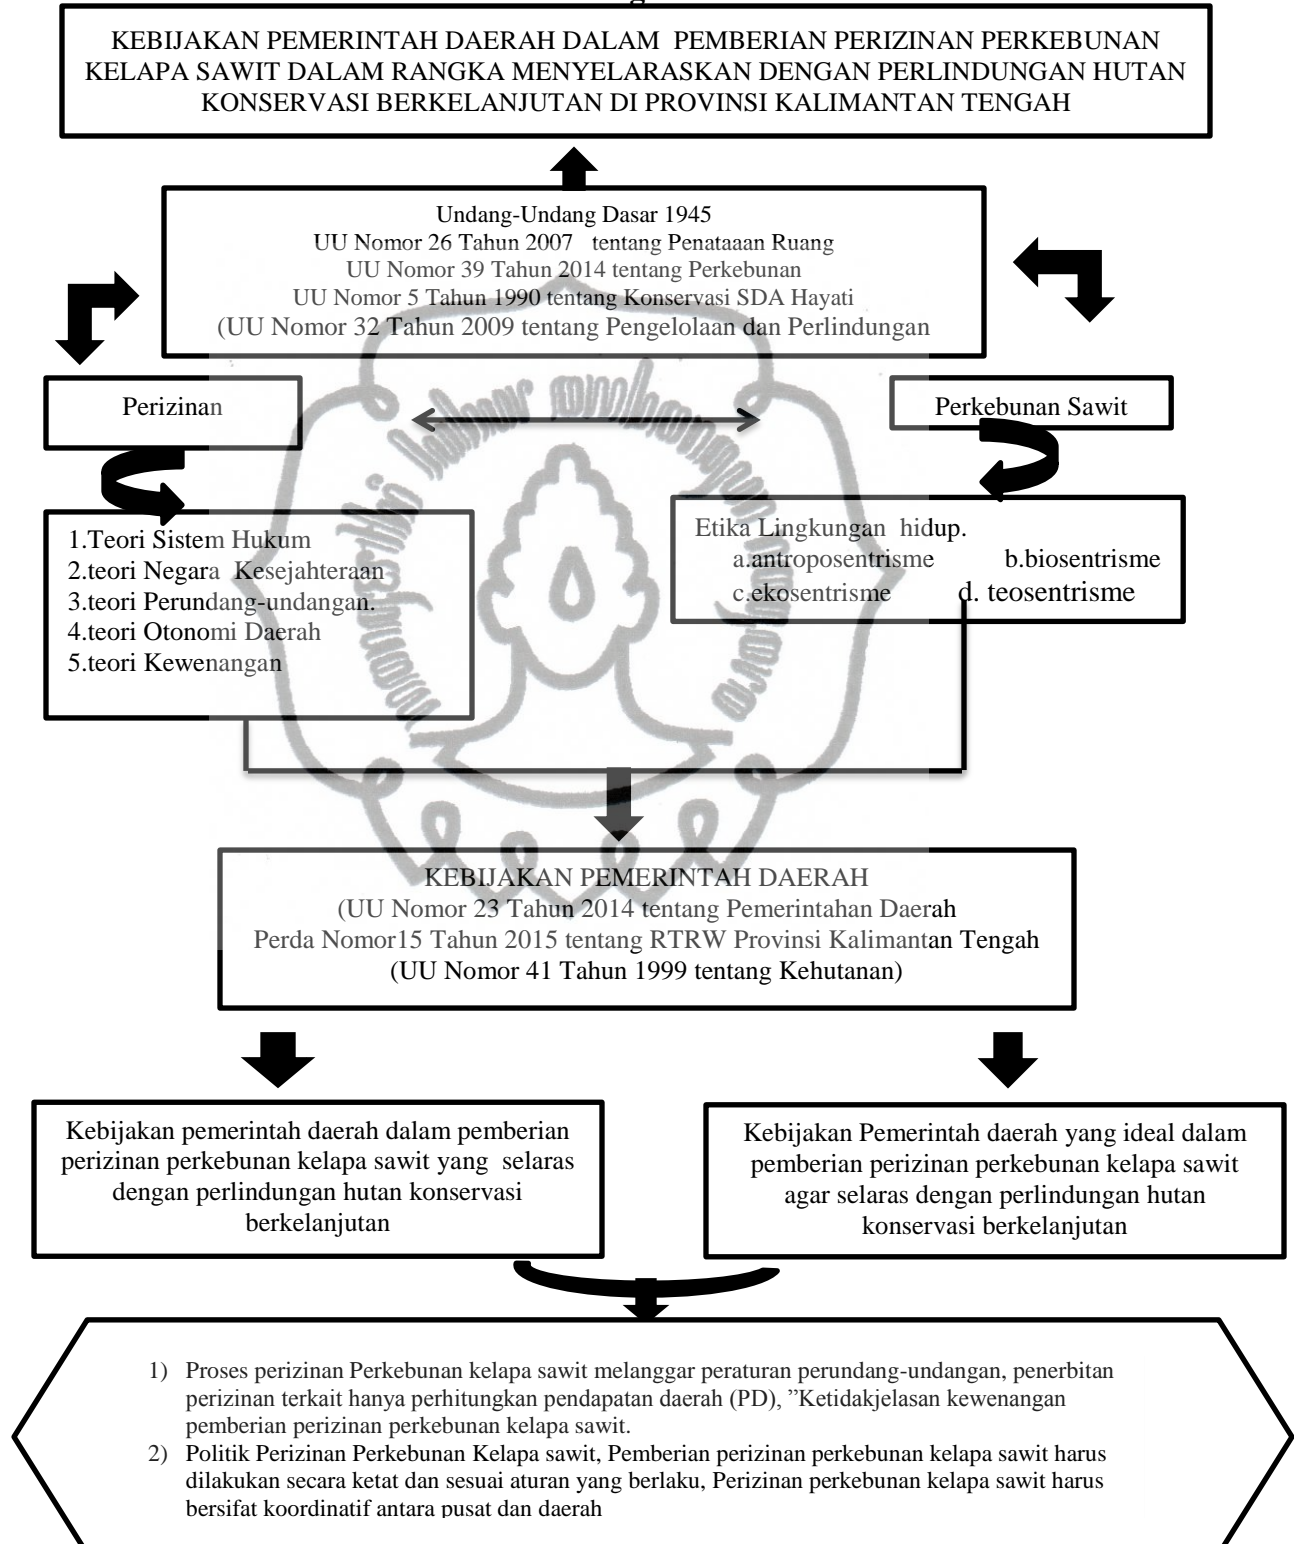 KEBIJAKAN PEMERINTAH DAERAH DALAM PEMBERIAN PERIZINAN PERKEBUNAN
KELAPA SAWIT DALAM RANGKA MENYELARASKAN DENGAN PERLINDUNGAN HUTAN
KONSERVASI BERKELANJUTAN DI PROVINSI KALIMANTAN TENGAH
Undang-Undang Dasar 1945
UU Nomor 26 Tahun 2007 tentang Penataaan Ruang
UU Nomor 39 Tahun 2014 tentang Perkebunan
UU Nomor 5 Tahun 1990 tentang Konservasi SDA Hayati
(UU Nomor 32 Tahun 2009 tentang Pengelolaan dan Perlindungan
Perizinan
Perkebunan Sawit
1.Teori Sistem Hukum
2.teori Negara Kesejahteraan
3.teori Perundang-undangan.
4.teori Otonomi Daerah
5.teori Kewenangan
Etika Lingkungan hidup.
a.antroposentrisme b.biosentrisme
c.ekosentrisme d. teosentrisme
KEBIJAKAN PEMERINTAH DAERAH
(UU Nomor 23 Tahun 2014 tentang Pemerintahan Daerah
Perda Nomor15 Tahun 2015 tentang RTRW Provinsi Kalimantan Tengah
(UU Nomor 41 Tahun 1999 tentang Kehutanan)
Kebijakan pemerintah daerah dalam pemberian
perizinan perkebunan kelapa sawit yang selaras
dengan perlindungan hutan konservasi
berkelanjutan
Kebijakan Pemerintah daerah yang ideal dalam
pemberian perizinan perkebunan kelapa sawit
agar selaras dengan perlindungan hutan
konservasi berkelanjutan
1) Proses perizinan Perkebunan kelapa sawit melanggar peraturan perundang-undangan, penerbitan
perizinan terkait hanya perhitungkan pendapatan daerah (PD), ”Ketidakjelasan kewenangan
pemberian perizinan perkebunan kelapa sawit.
2) Politik Perizinan Perkebunan Kelapa sawit, Pemberian perizinan perkebunan kelapa sawit harus
dilakukan secara ketat dan sesuai aturan yang berlaku, Perizinan perkebunan kelapa sawit harus
bersifat koordinatif antara pusat dan daerah